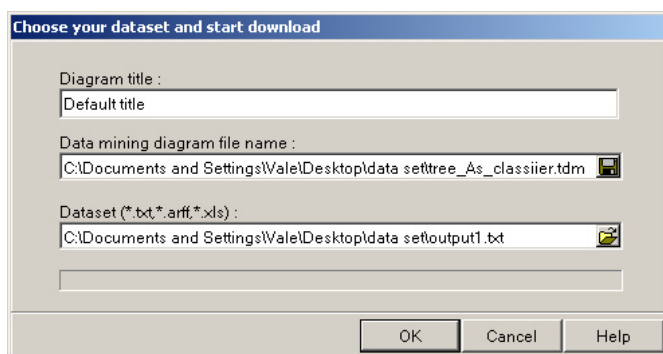 Choose your dataset and start download
Diagram title :
Default title
Data mining diagram file name :
C:\Documents and Settings\Vale\Desktop\data set\tree_As_classiier.tdm
Dataset (*.txt,*.arff,*.xls) :
C:\Documents and Settings\Vale\Desktop\data set\output1.txt
OK Cancel Help